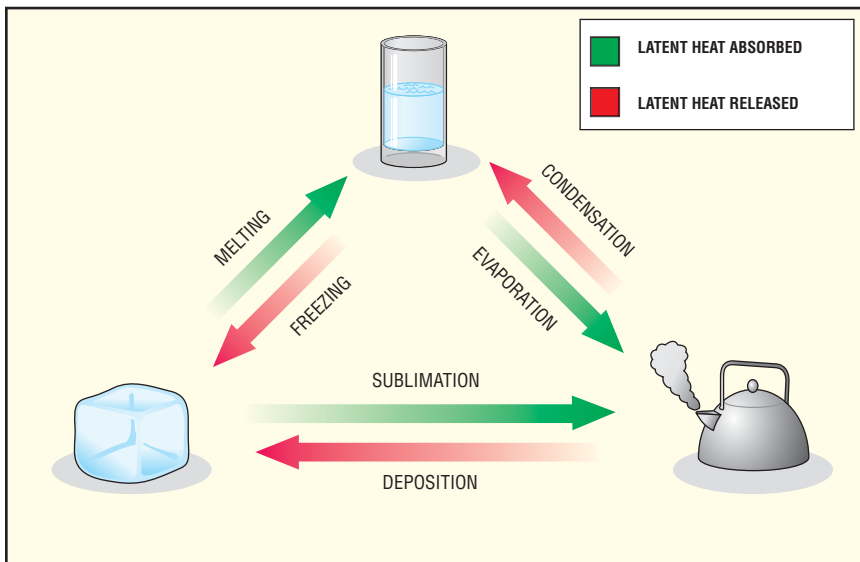 LATENT HEAT ABSORBED
LATENT HEAT RELEASED
MELTING
FREEZING
CONDENSATION
EVAPORATION
SUBLIMATION
DEPOSITION